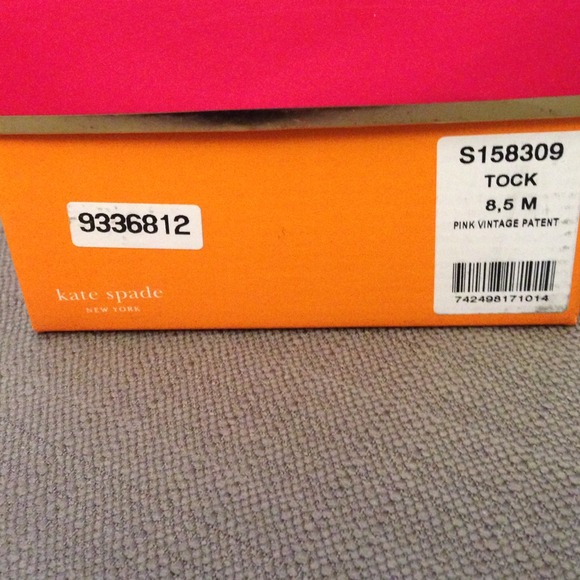 9336812
kate spade
NEW YORK
S158309
TOCK
8,5 M
PINK VINTAGE PATENT
742498171014